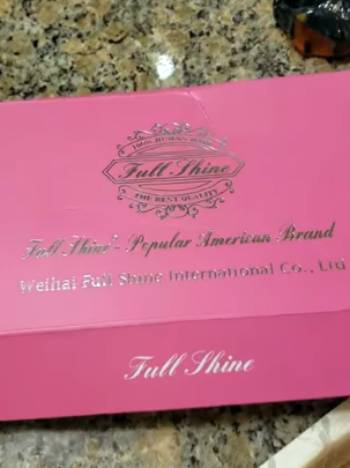 100% HUMAN HAIR
Full Shine
THE BEST QUALITY
Full Shine®-Popular American Brand
Weihai Full Shine International Co., Ltd
Full Shine